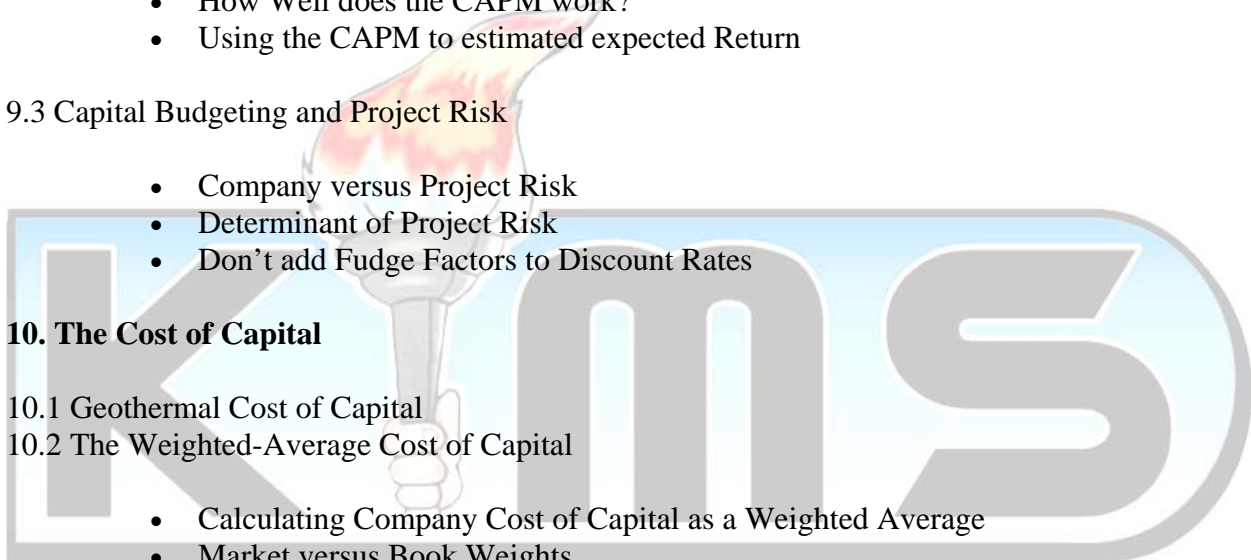 • How Well does the CAPM work?
• Using the CAPM to estimated expected Return
9.3 Capital Budgeting and Project Risk
• Company versus Project Risk
• Determinant of Project Risk
• Don’t add Fudge Factors to Discount Rates
10. The Cost of Capital
10.1 Geothermal Cost of Capital
10.2 The Weighted-Average Cost of Capital
• Calculating Company Cost of Capital as a Weighted Average
• Market versus Book Weights
KIMS